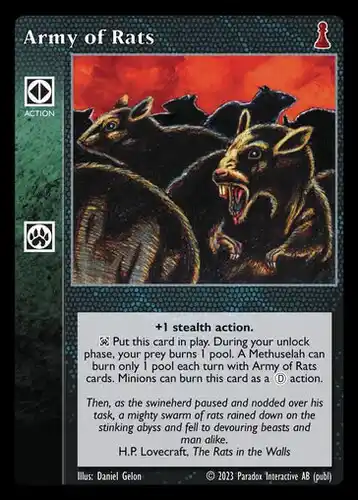 Army of Rats
ACTION
+1 stealth action.
Put this card in play. During your unlock
phase, your prey burns 1 pool. A Methuselah can
burn only 1 pool each turn with Army of Rats
cards. Minions can burn this card as a Ⓓ action.
Then, as the swineherd paused and nodded over his
task, a mighty swarm of rats rained down on the
stinking abyss and fell to devouring beasts and
man alike.
H.P. Lovecraft, The Rats in the Walls
Illus: Daniel Gelon © 2023 Paradox Interactive AB (publ)